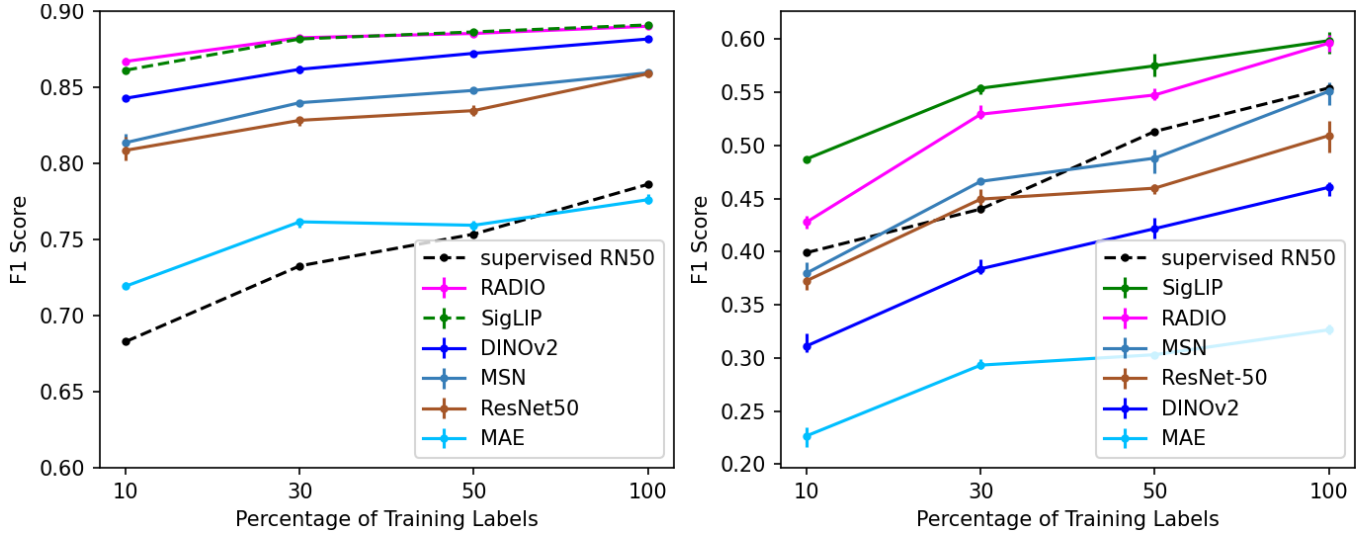 0.90
0.85
0.80
0.75
0.70
0.65
0.60
F1 Score
10
30
50
100
Percentage of Training Labels
supervised RN50
RADIO
SigLIP
DINOv2
MSN
ResNet50
MAE
0.60
0.55
0.50
0.45
0.40
0.35
0.30
0.25
0.20
F1 Score
10
30
50
100
Percentage of Training Labels
supervised RN50
SigLIP
RADIO
MSN
ResNet-50
DINOv2
MAE